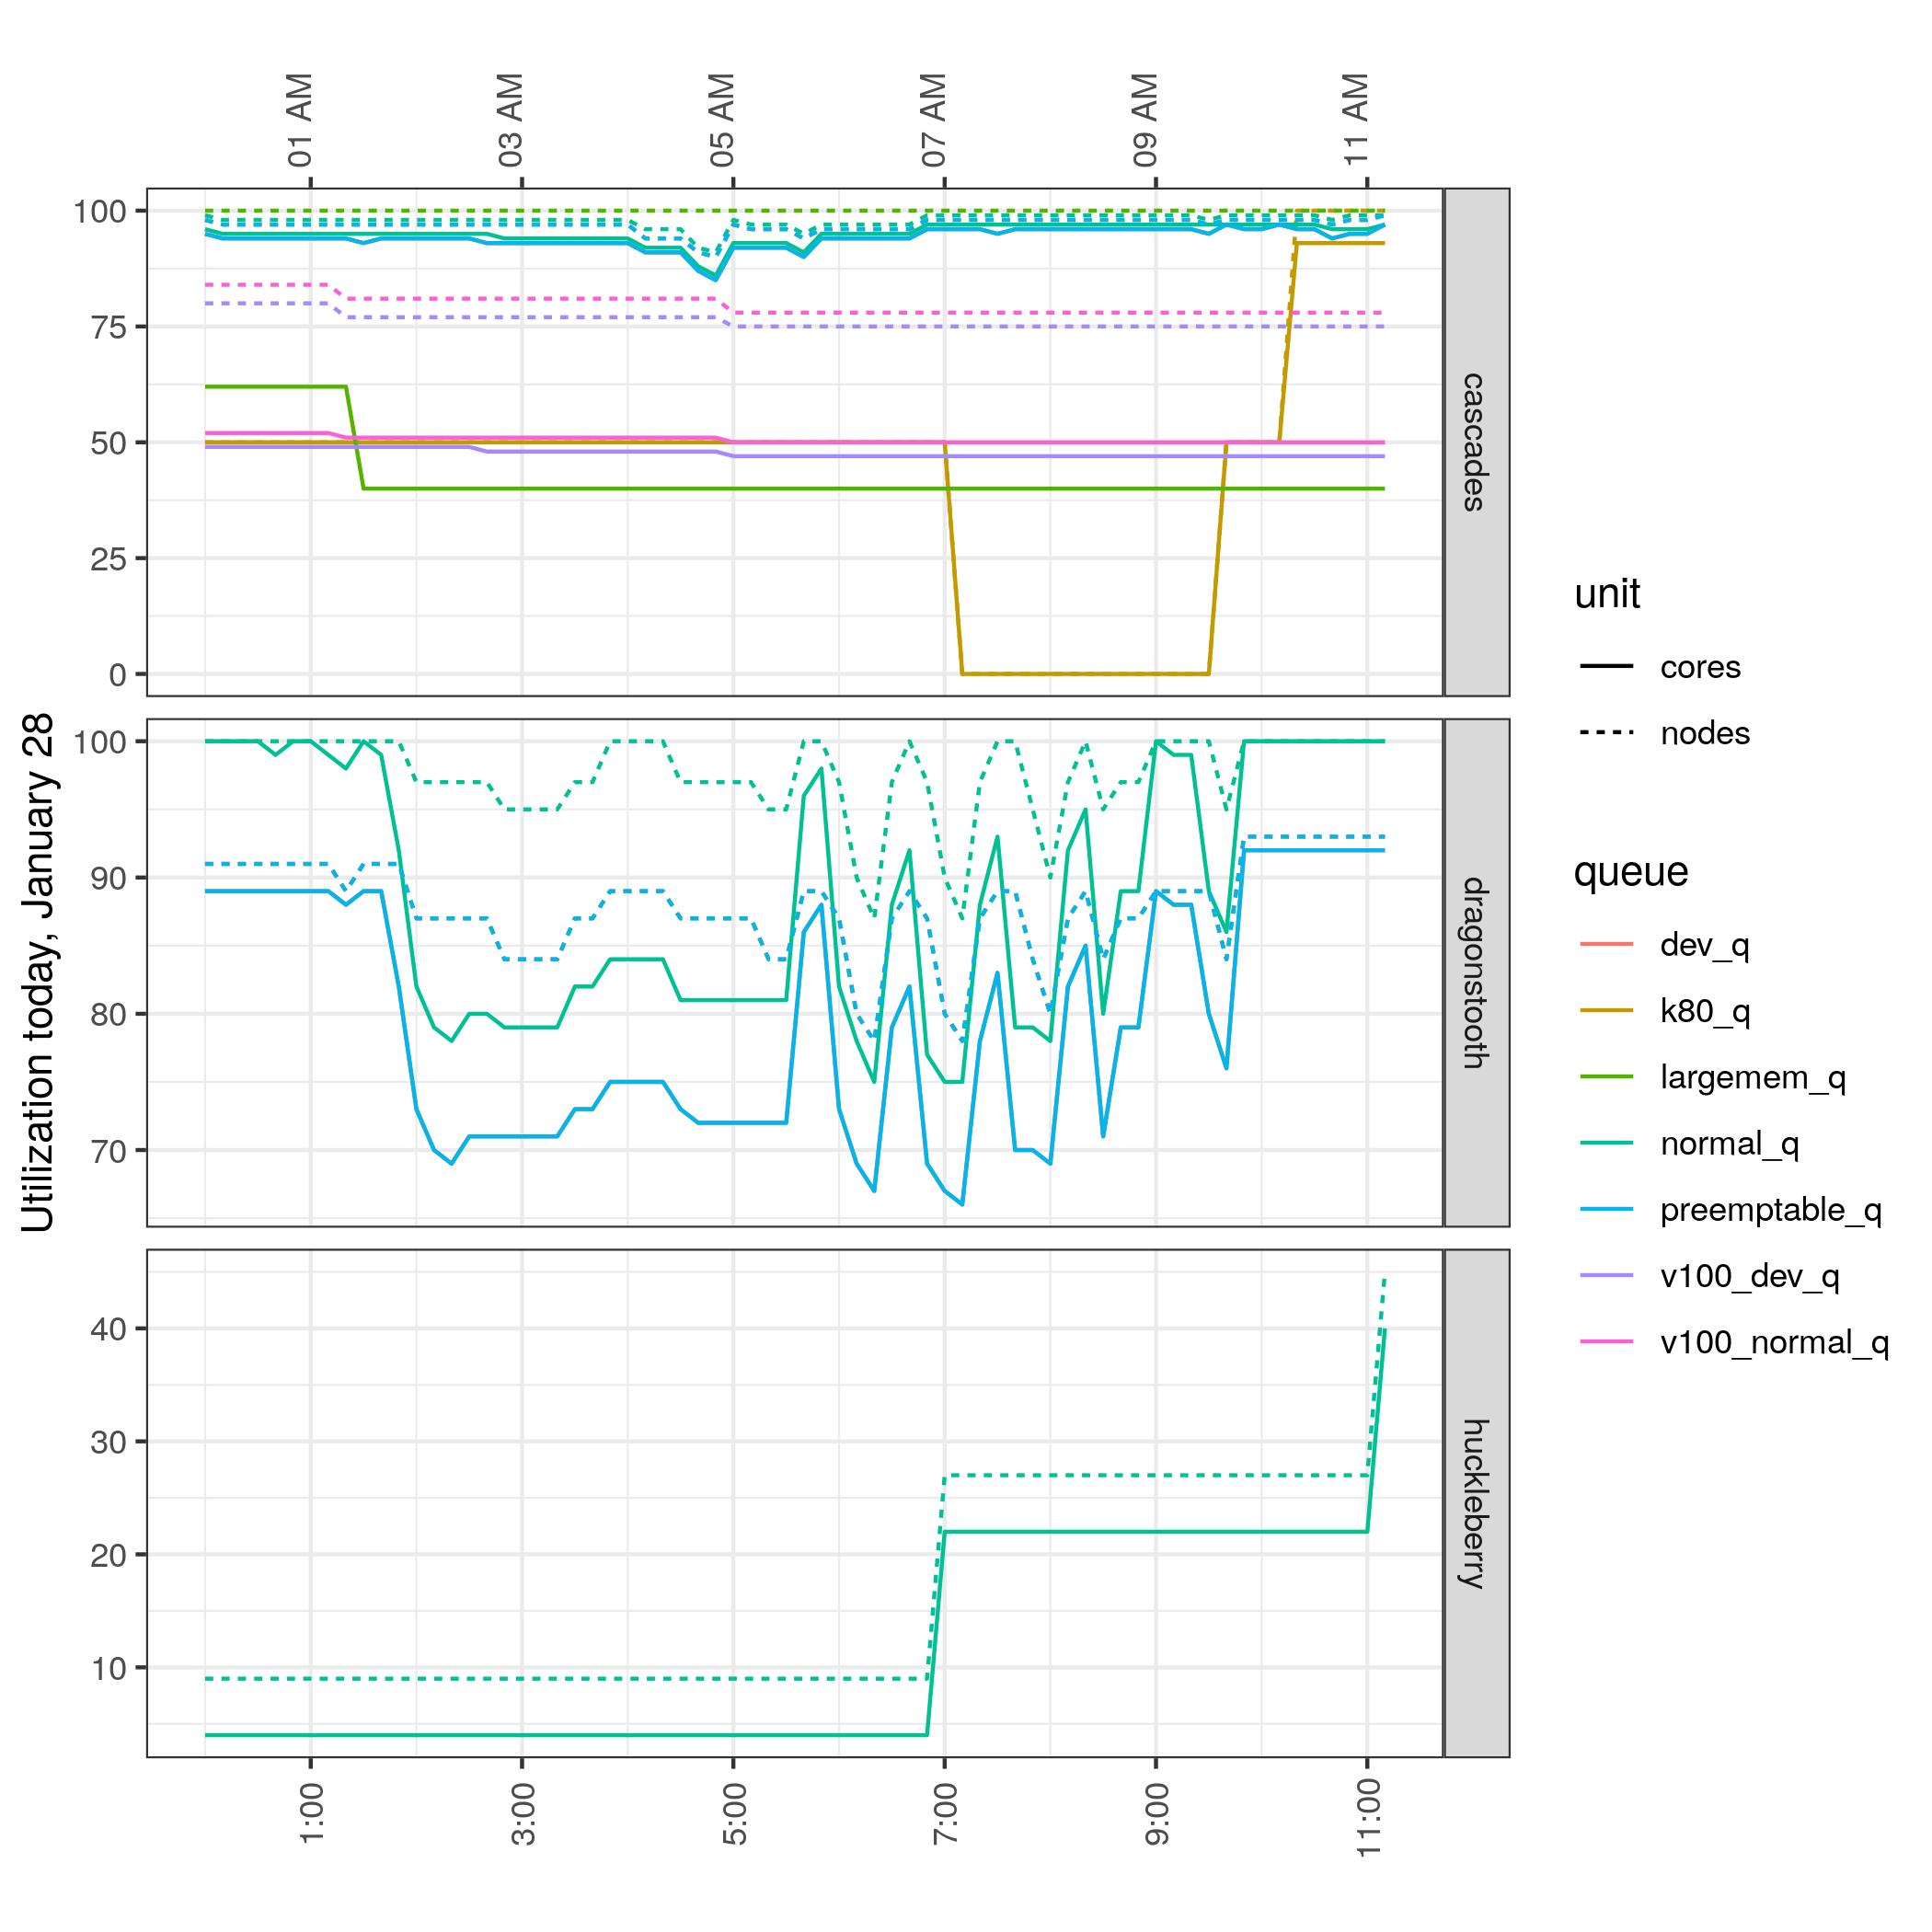 01 AM
03 AM
05 AM
07 AM
09 AM
11 AM
Utilization today, January 28
100
75
50
25
0
cascades
100
90
80
70
dragonstooth
40
30
20
10
huckleberry
1:00
3:00
5:00
7:00
9:00
11:00
unit
cores
nodes
queue
dev_q
k80_q
largemem_q
normal_q
preemptable_q
v100_dev_q
v100_normal_q